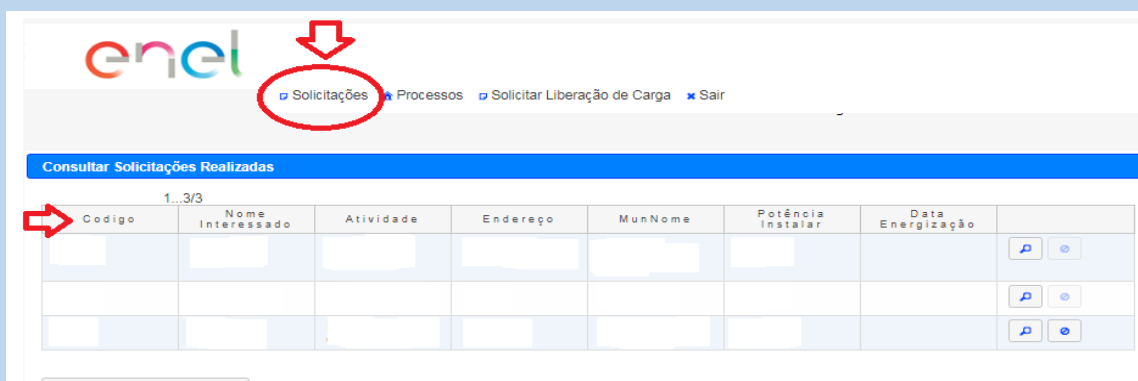 enel
Solicitações Processos Solicitar Liberação de Carga Sair
Consultar Solicitações Realizadas
1...3/3
Codigo Nome Interessado Atividade Endereço MunNome Potência Instalar Data Energização